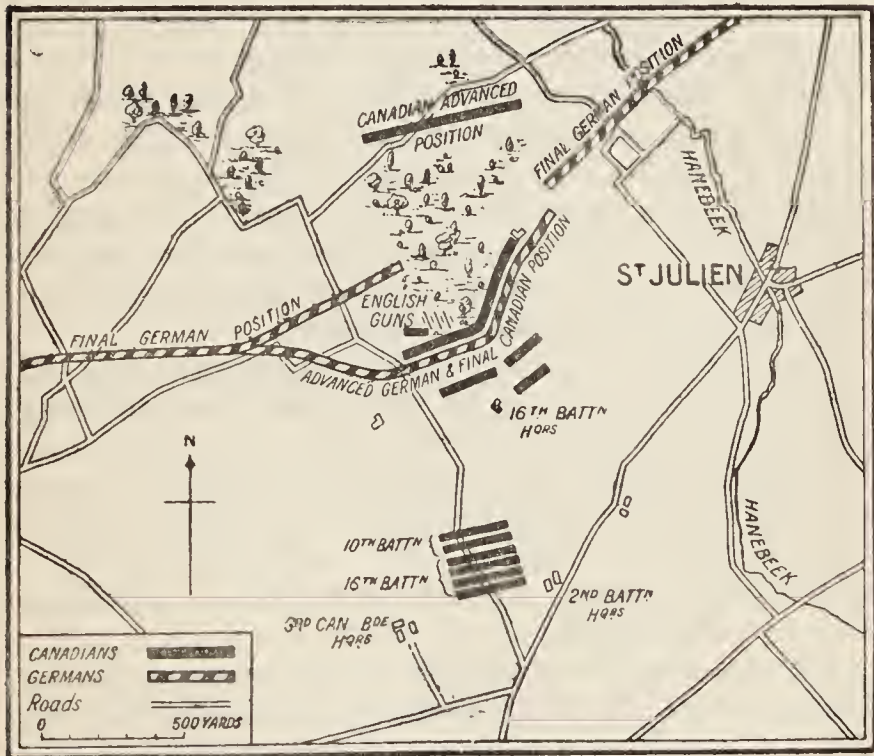 CANADIAN ADVANCED
POSITION
FINAL GERMAN POSITION
HANEBEEK
ST JULIEN
ENGLISH
GUNS
FINAL GERMAN POSITION
ADVANCED GERMAN & FINAL CANADIAN POSITION
16TH BATTN
HQRS
N
10TH BATTN
16TH BATTN
HANEBEEK
2ND BATTN
HQRS
3RD CAN BDE
HQRS
CANADIANS
GERMANS
Roads
0 500 YARDS